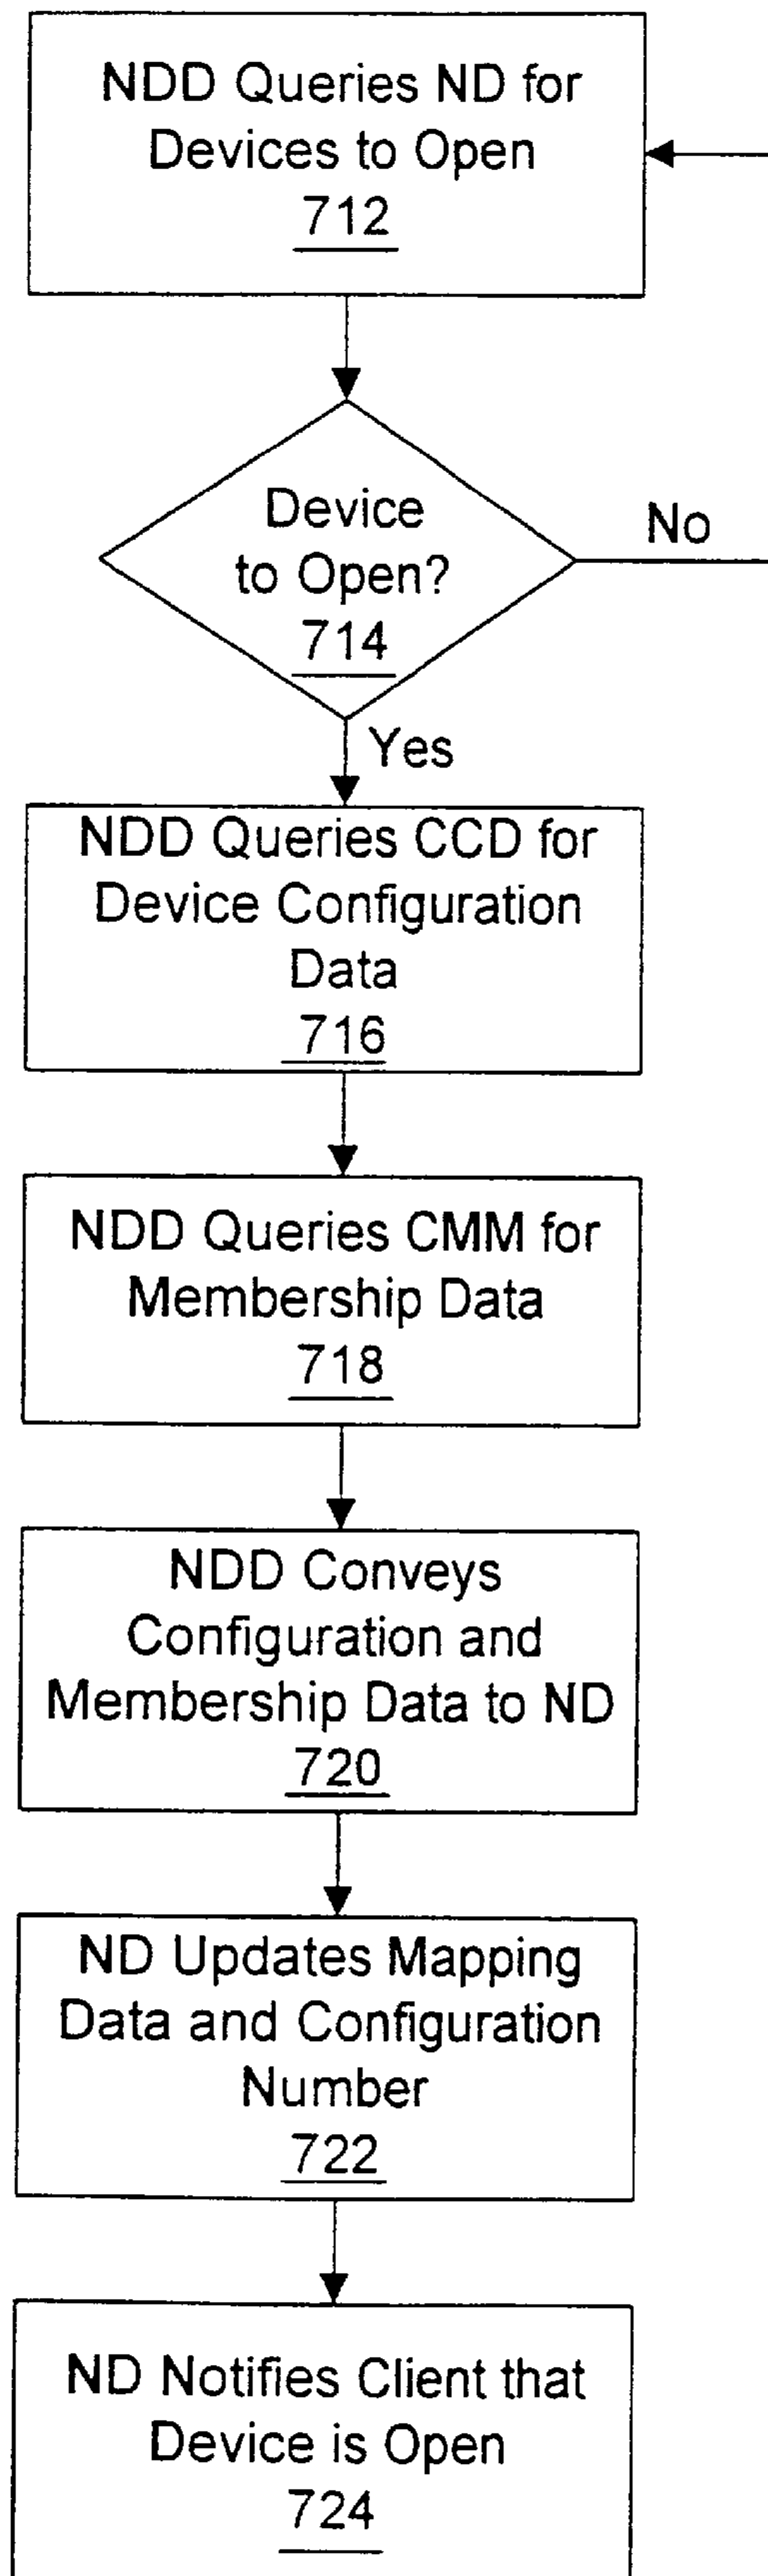 NDD Queries ND for
Devices to Open
712
Device
to Open?
714
No
Yes
NDD Queries CCD for
Device Configuration
Data
716
NDD Queries CMM for
Membership Data
718
NDD Conveys
Configuration and
Membership Data to ND
720
ND Updates Mapping
Data and Configuration
Number
722
ND Notifies Client that
Device is Open
724